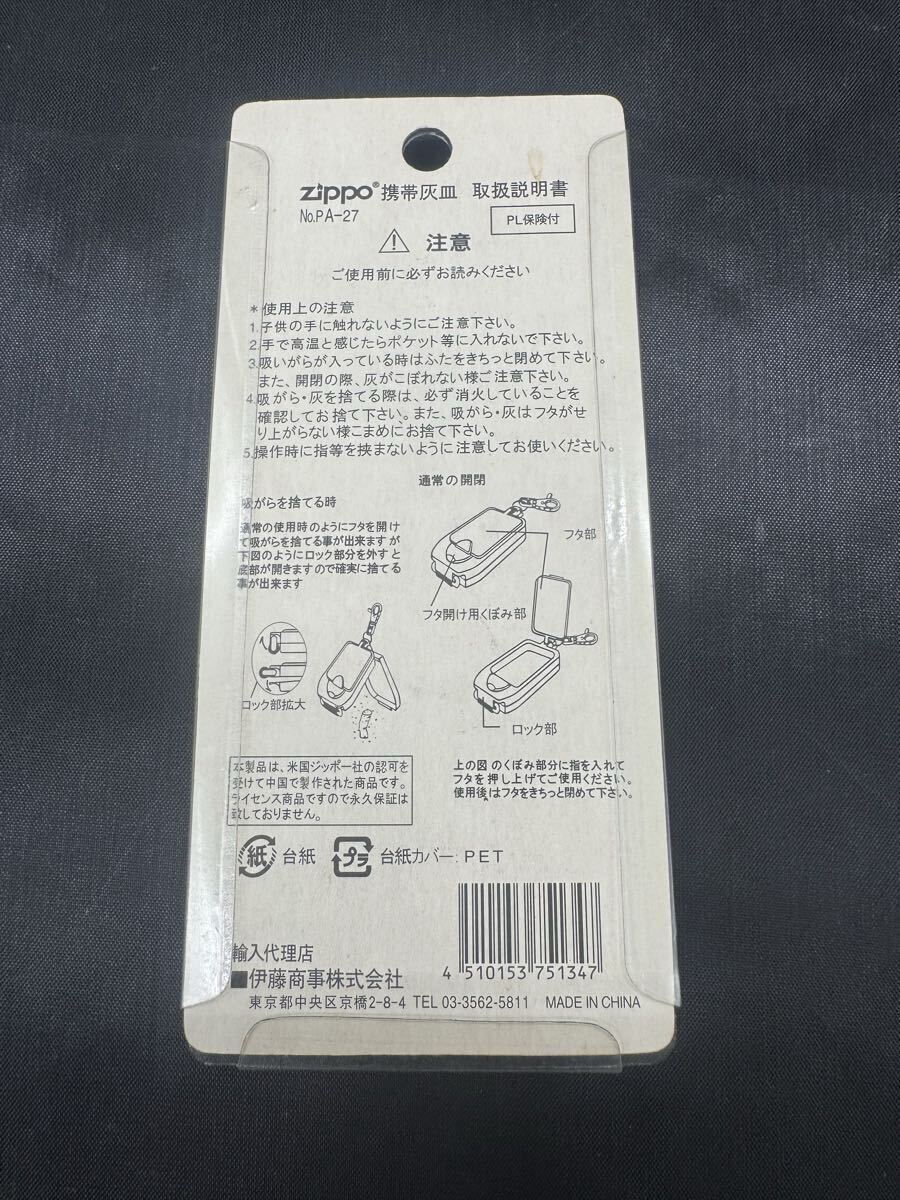 zippo® 携帯灰皿 取扱説明書
No.PA-27
PL保険付
注意
ご使用前に必ずお読みください
*使用上の注意
1.子供の手に触れないようにご注意下さい。
2.手で高温と感じたらポケット等に入れないで下さい。
3.吸いがらが入っている時はふたをきちっと閉めて下さい。
また、開閉の際、灰がこぼれない様ご注意下さい。
4.吸がら・灰を捨てる際は、必ず消火していることを
確認してお捨て下さい。また、吸がら・灰はフタがせ
り上がらない様こまめにお捨て下さい。
5.操作時に指等を挟まないように注意してお使いください。
吸がらを捨てる時
通常の使用時のようにフタを開け
て吸がらを捨てる事が出来ますが
下図のようにロック部分を外すと
底部が開きますので確実に捨てる
事が出来ます
ロック部拡大
通常の開閉
フタ部
フタ開け用くぼみ部
ロック部
上の図のくぼみ部分に指を入れて
フタを押し上げてご使用ください。
使用後はフタをきちっと閉めて下さい。
本製品は、米国ジッポー社の認可を
受けて中国で製作された商品です。
ライセンス商品ですので永久保証は
致しておりません。
紙 台紙 プラ 台紙カバー:PET
4 510153 751347
輸入代理店
■伊藤商事株式会社
東京都中央区京橋2-8-4 TEL 03-3562-5811 MADE IN CHINA